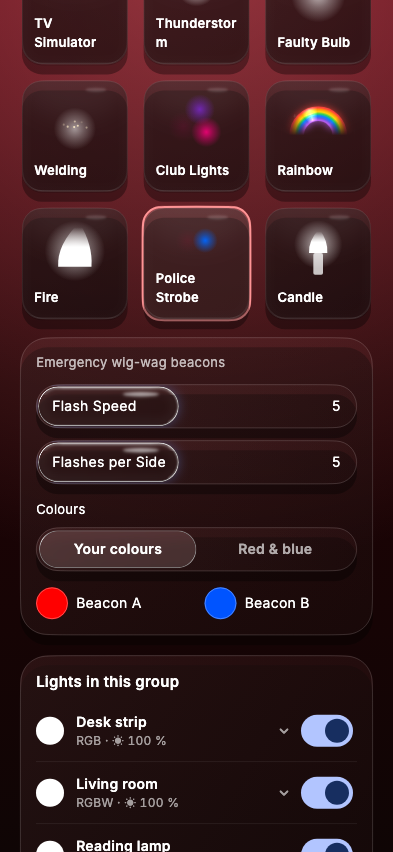 TV
Simulator
Thunderstor
m
Faulty Bulb
Welding
Club Lights
Rainbow
Fire
Police
Strobe
Candle
Emergency wig-wag beacons
Flash Speed 5
Flashes per Side 5
Colours
Your colours Red & blue
Beacon A Beacon B
Lights in this group
Desk strip
RGB · ☀ 100 %
Living room
RGBW · ☀ 100 %
Reading lamp